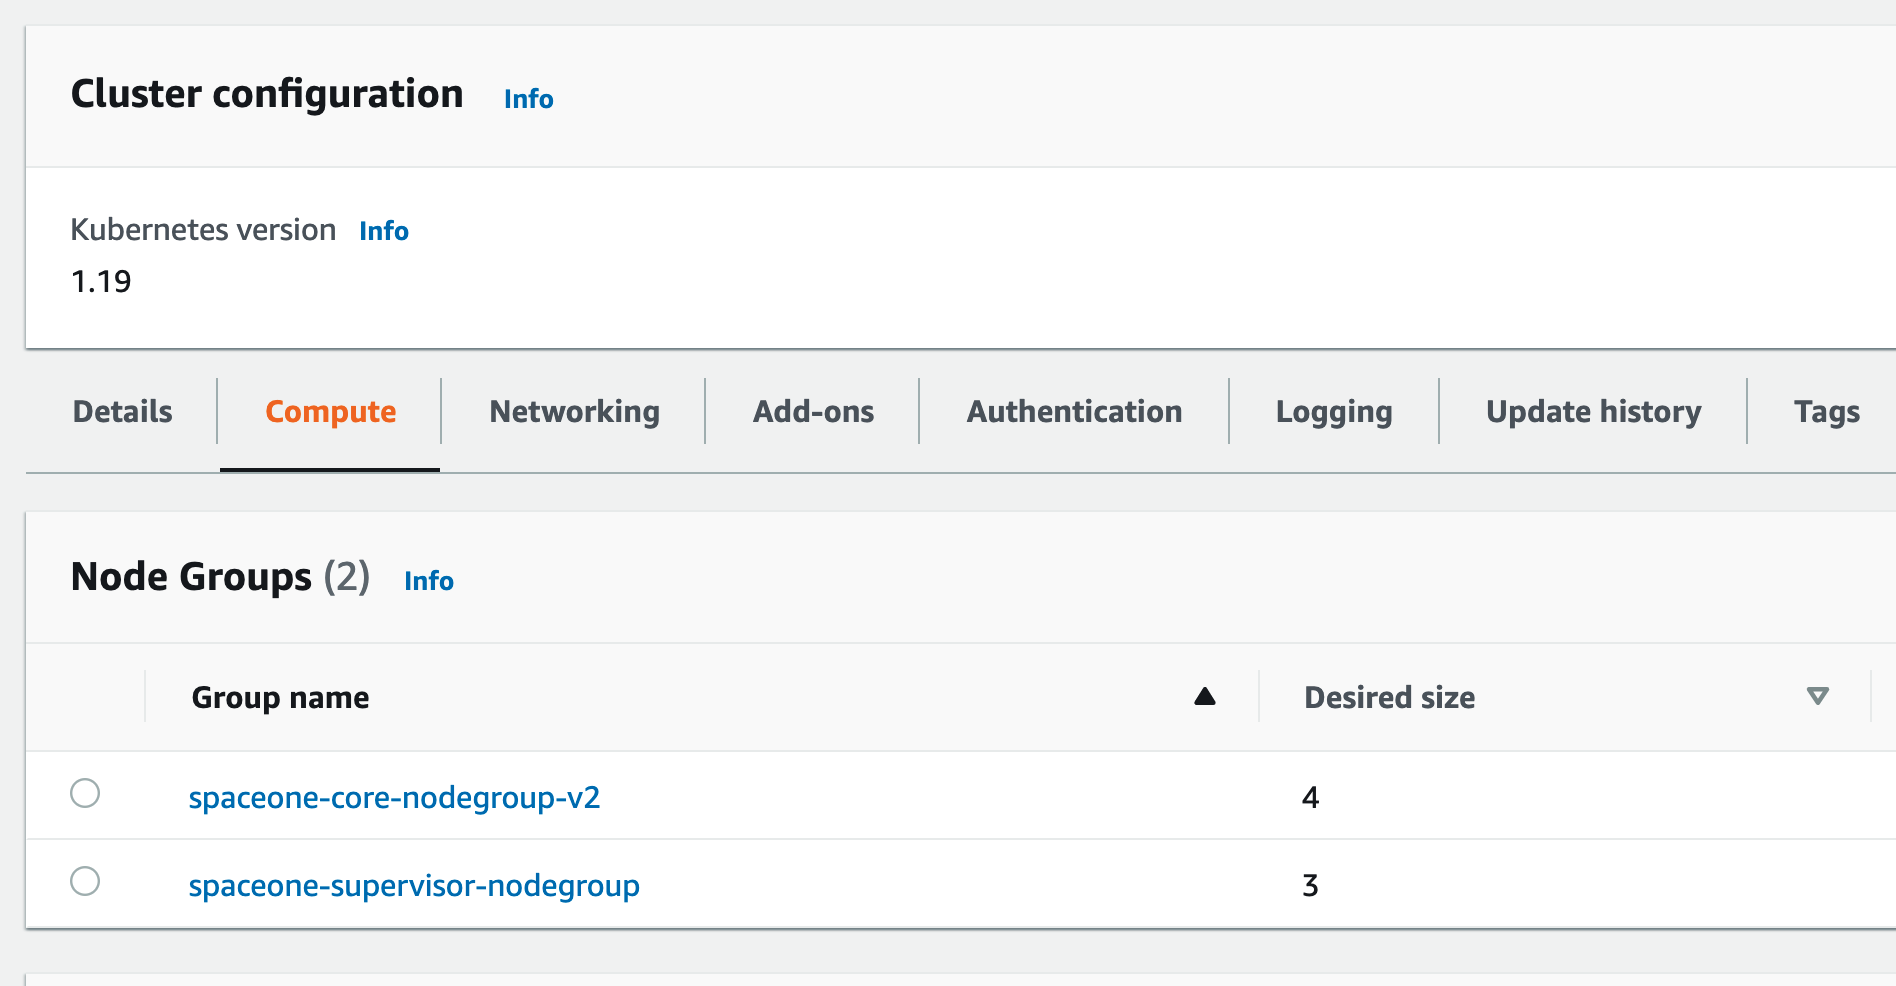 Cluster configuration Info
Kubernetes version Info
1.19
Details Compute Networking Add-ons Authentication Logging Update history Tags
Node Groups (2) Info
Group name Desired size
spaceone-core-nodegroup-v2 4
spaceone-supervisor-nodegroup 3